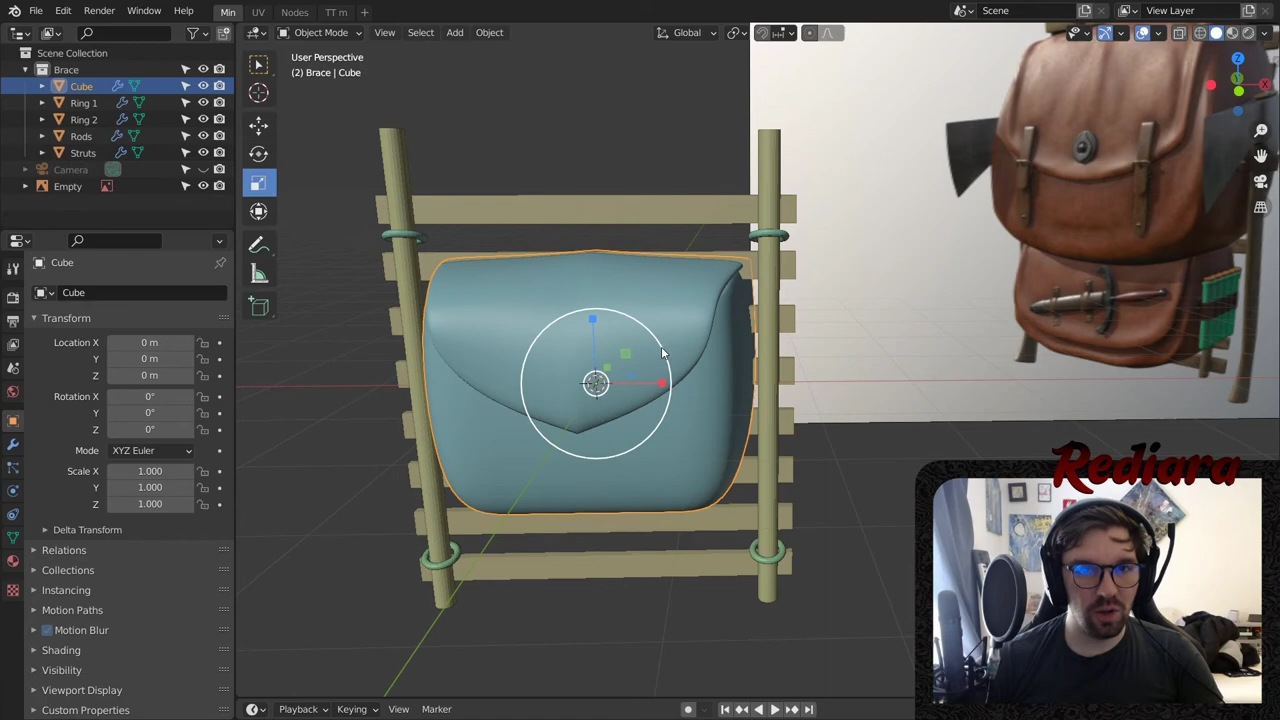 File Edit Render Window Help Min UV Nodes TT m + Scene View Layer
Object Mode View Select Add Object Global
Scene Collection
Brace
Cube
Ring 1
Ring 2
Rods
Struts
Camera
Empty
User Perspective
(2) Brace | Cube
Z
Y
X
Cube
Cube
Transform
Location X 0 m
Y 0 m
Z 0 m
Rotation X 0°
Y 0°
Z 0°
Mode XYZ Euler
Scale X 1.000
Y 1.000
Z 1.000
Delta Transform
Relations
Collections
Instancing
Motion Paths
Motion Blur
Shading
Visibility
Viewport Display
Custom Properties
Playback Keying View Marker
Rediara